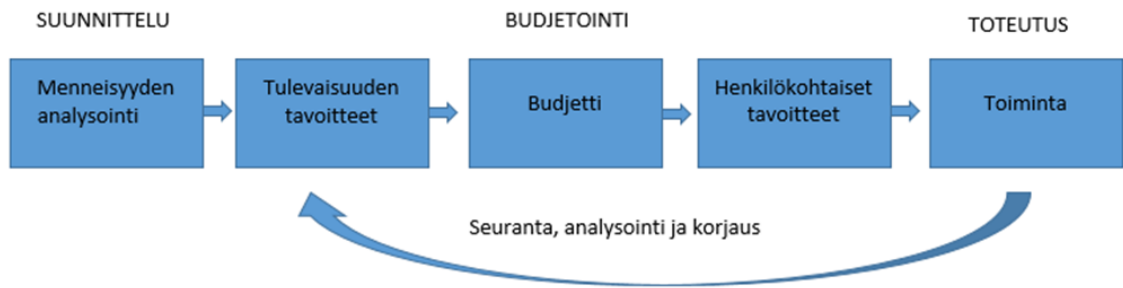 SUUNNITTELU
BUDJETOINTI
TOTEUTUS
Menneisyyden
analysointi
Tulevaisuuden
tavoitteet
Budjetti
Henkilökohtaiset
tavoitteet
Toiminta
Seuranta, analysointi ja korjaus